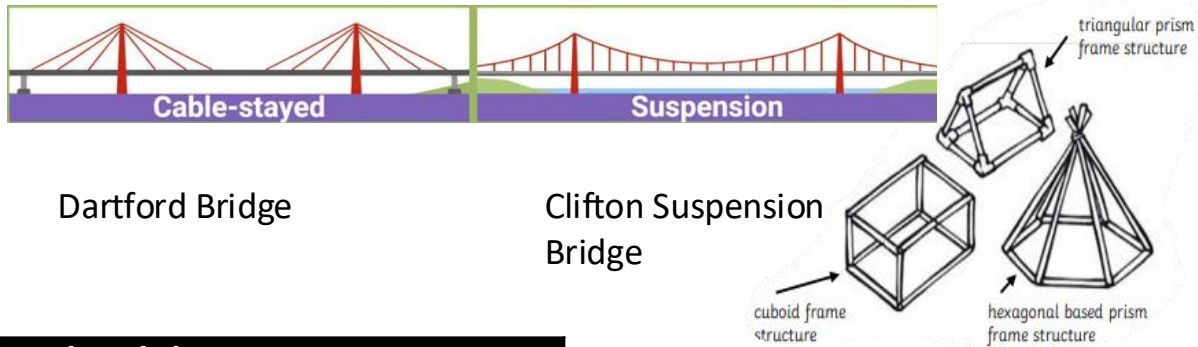 Cable-stayed
Suspension
triangular prism
frame structure
Dartford Bridge
Clifton Suspension
Bridge
cuboid frame
structure
hexagonal based prism
frame structure